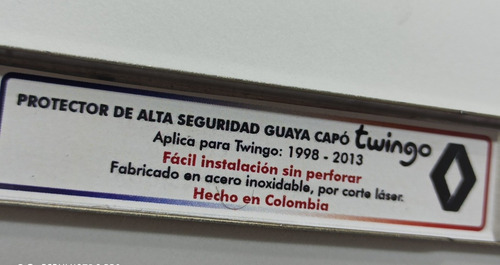 PROTECTOR DE ALTA SEGURIDAD GUAYA CAPÓ twingo
Aplica para Twingo: 1998 - 2013
Fácil instalación sin perforar
Fabricado en acero inoxidable, por corte láser.
Hecho en Colombia